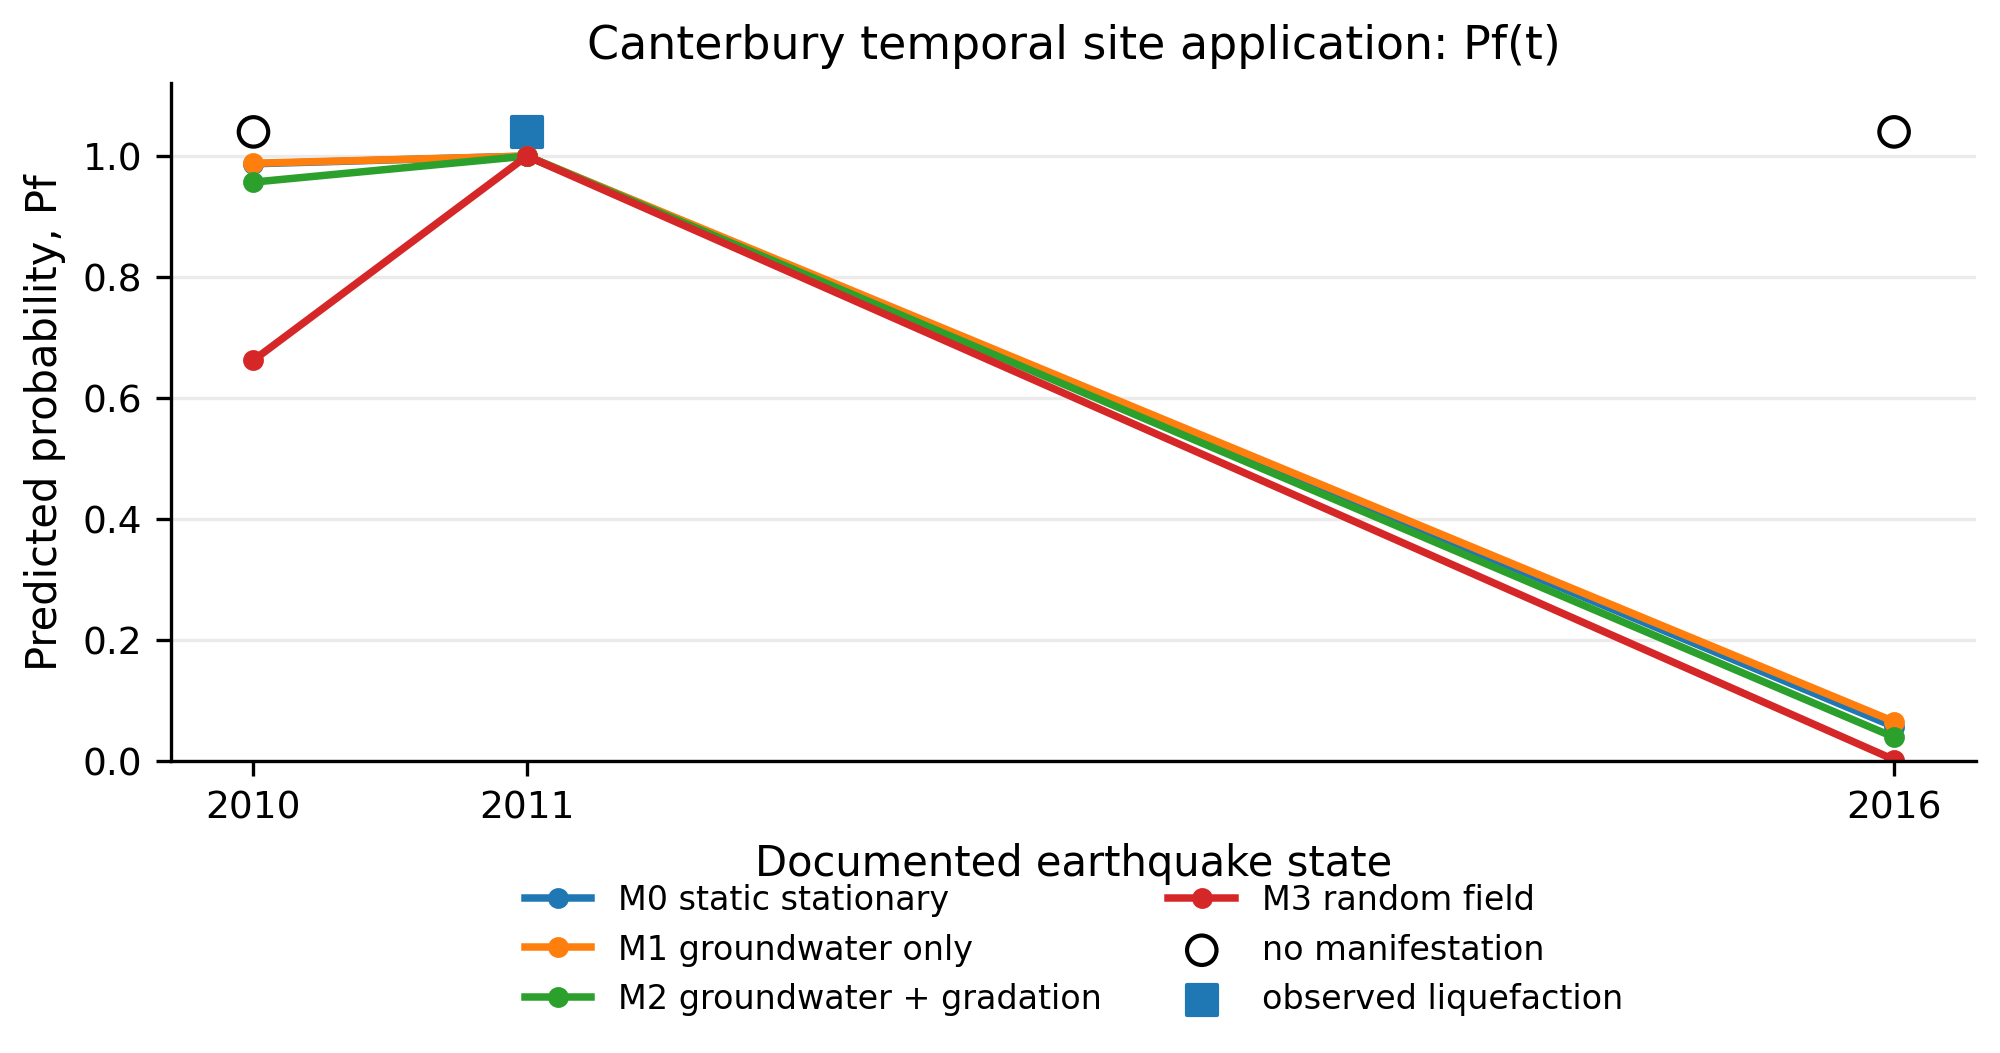 Canterbury temporal site application: Pf(t)
Predicted probability, Pf
1.0
0.8
0.6
0.4
0.2
0.0
2010
2011
2016
Documented earthquake state
M0 static stationary
M1 groundwater only
M2 groundwater + gradation
M3 random field
no manifestation
observed liquefaction